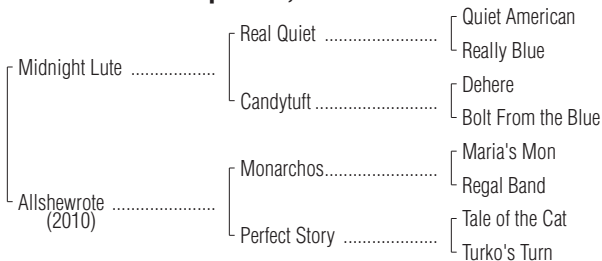 Quiet American
Real Quiet ......................
Really Blue
Midnight Lute ................
Dehere
Candytuft .......................
Bolt From the Blue
Maria's Mon
Monarchos.....................
Regal Band
Allshewrote ...................
(2010)
Tale of the Cat
Perfect Story ..................
Turko's Turn